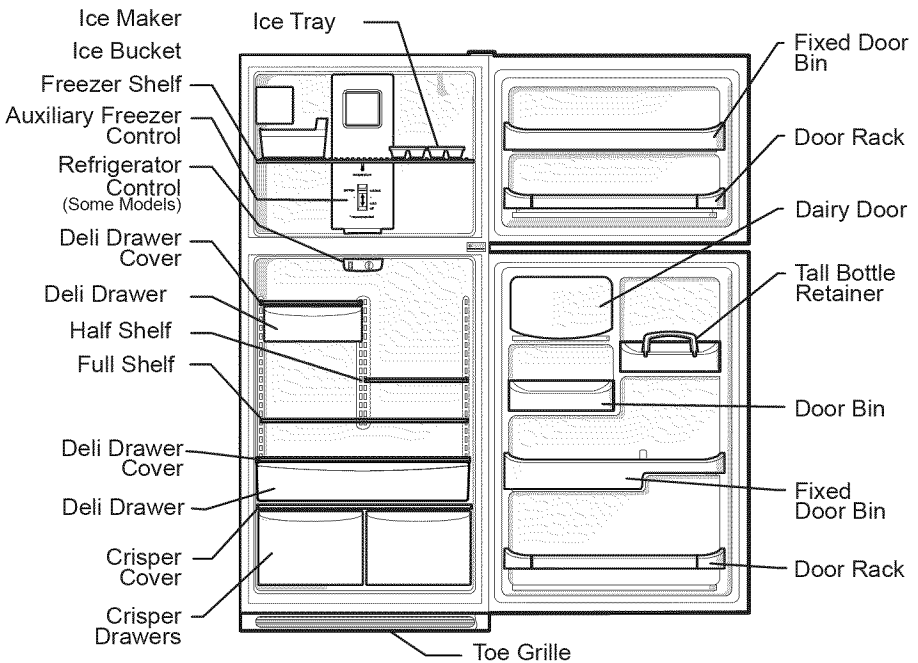 Ice Maker
Ice Tray
Ice Bucket
Freezer Shelf
Auxiliary Freezer
Control
Refrigerator
Control
(Some Models)
Deli Drawer
Cover
Deli Drawer
Half Shelf
Full Shelf
Deli Drawer
Cover
Deli Drawer
Crisper
Cover
Crisper
Drawers
Toe Grille
Fixed Door
Bin
Door Rack
Dairy Door
Tall Bottle
Retainer
Door Bin
Fixed
Door Bin
Door Rack